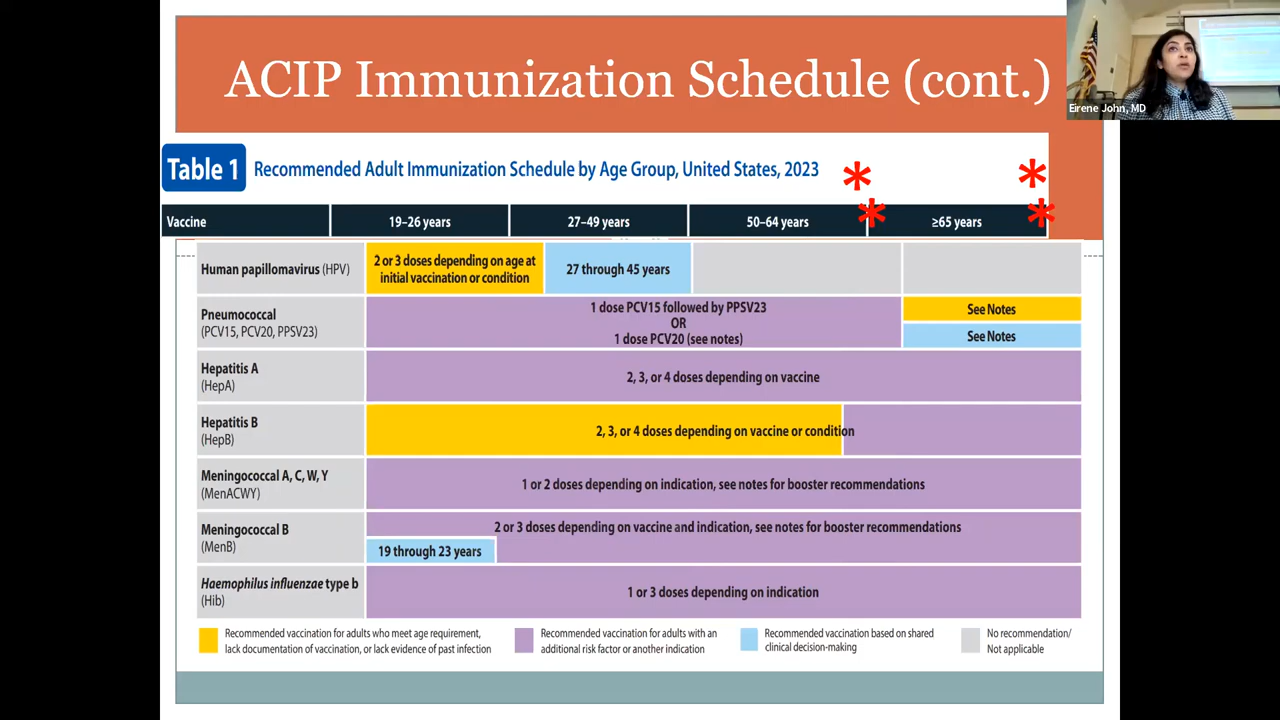 ACIP Immunization Schedule (cont.)
Eirene John, MD
Table 1
Recommended Adult Immunization Schedule by Age Group, United States, 2023
* *
* *
Vaccine 19–26 years 27–49 years 50–64 years ≥65 years
Human papillomavirus (HPV)
2 or 3 doses depending on age at
initial vaccination or condition
27 through 45 years
Pneumococcal
(PCV15, PCV20, PPSV23)
1 dose PCV15 followed by PPSV23
OR
1 dose PCV20 (see notes)
See Notes
See Notes
Hepatitis A
(HepA)
2, 3, or 4 doses depending on vaccine
Hepatitis B
(HepB)
2, 3, or 4 doses depending on vaccine or condition
Meningococcal A, C, W, Y
(MenACWY)
1 or 2 doses depending on indication, see notes for booster recommendations
Meningococcal B
(MenB)
2 or 3 doses depending on vaccine and indication, see notes for booster recommendations
19 through 23 years
Haemophilus influenzae type b
(Hib)
1 or 3 doses depending on indication
Recommended vaccination for adults who meet age requirement,
lack documentation of vaccination, or lack evidence of past infection
Recommended vaccination for adults with an
additional risk factor or another indication
Recommended vaccination based on shared
clinical decision-making
No recommendation/
Not applicable